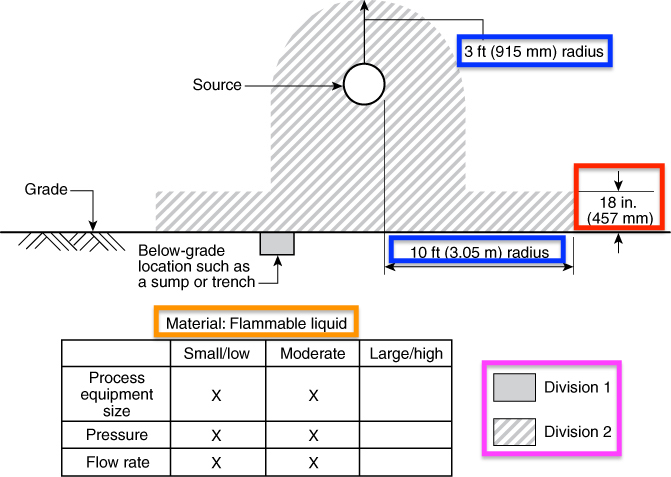 3 ft (915 mm) radius
Source
Grade
18 in.
(457 mm)
Below-grade
location such as
a sump or trench
10 ft (3.05 m) radius
Material: Flammable liquid
Small/low Moderate Large/high
Process
equipment
size X X
Pressure X X
Flow rate X X
Division 1
Division 2